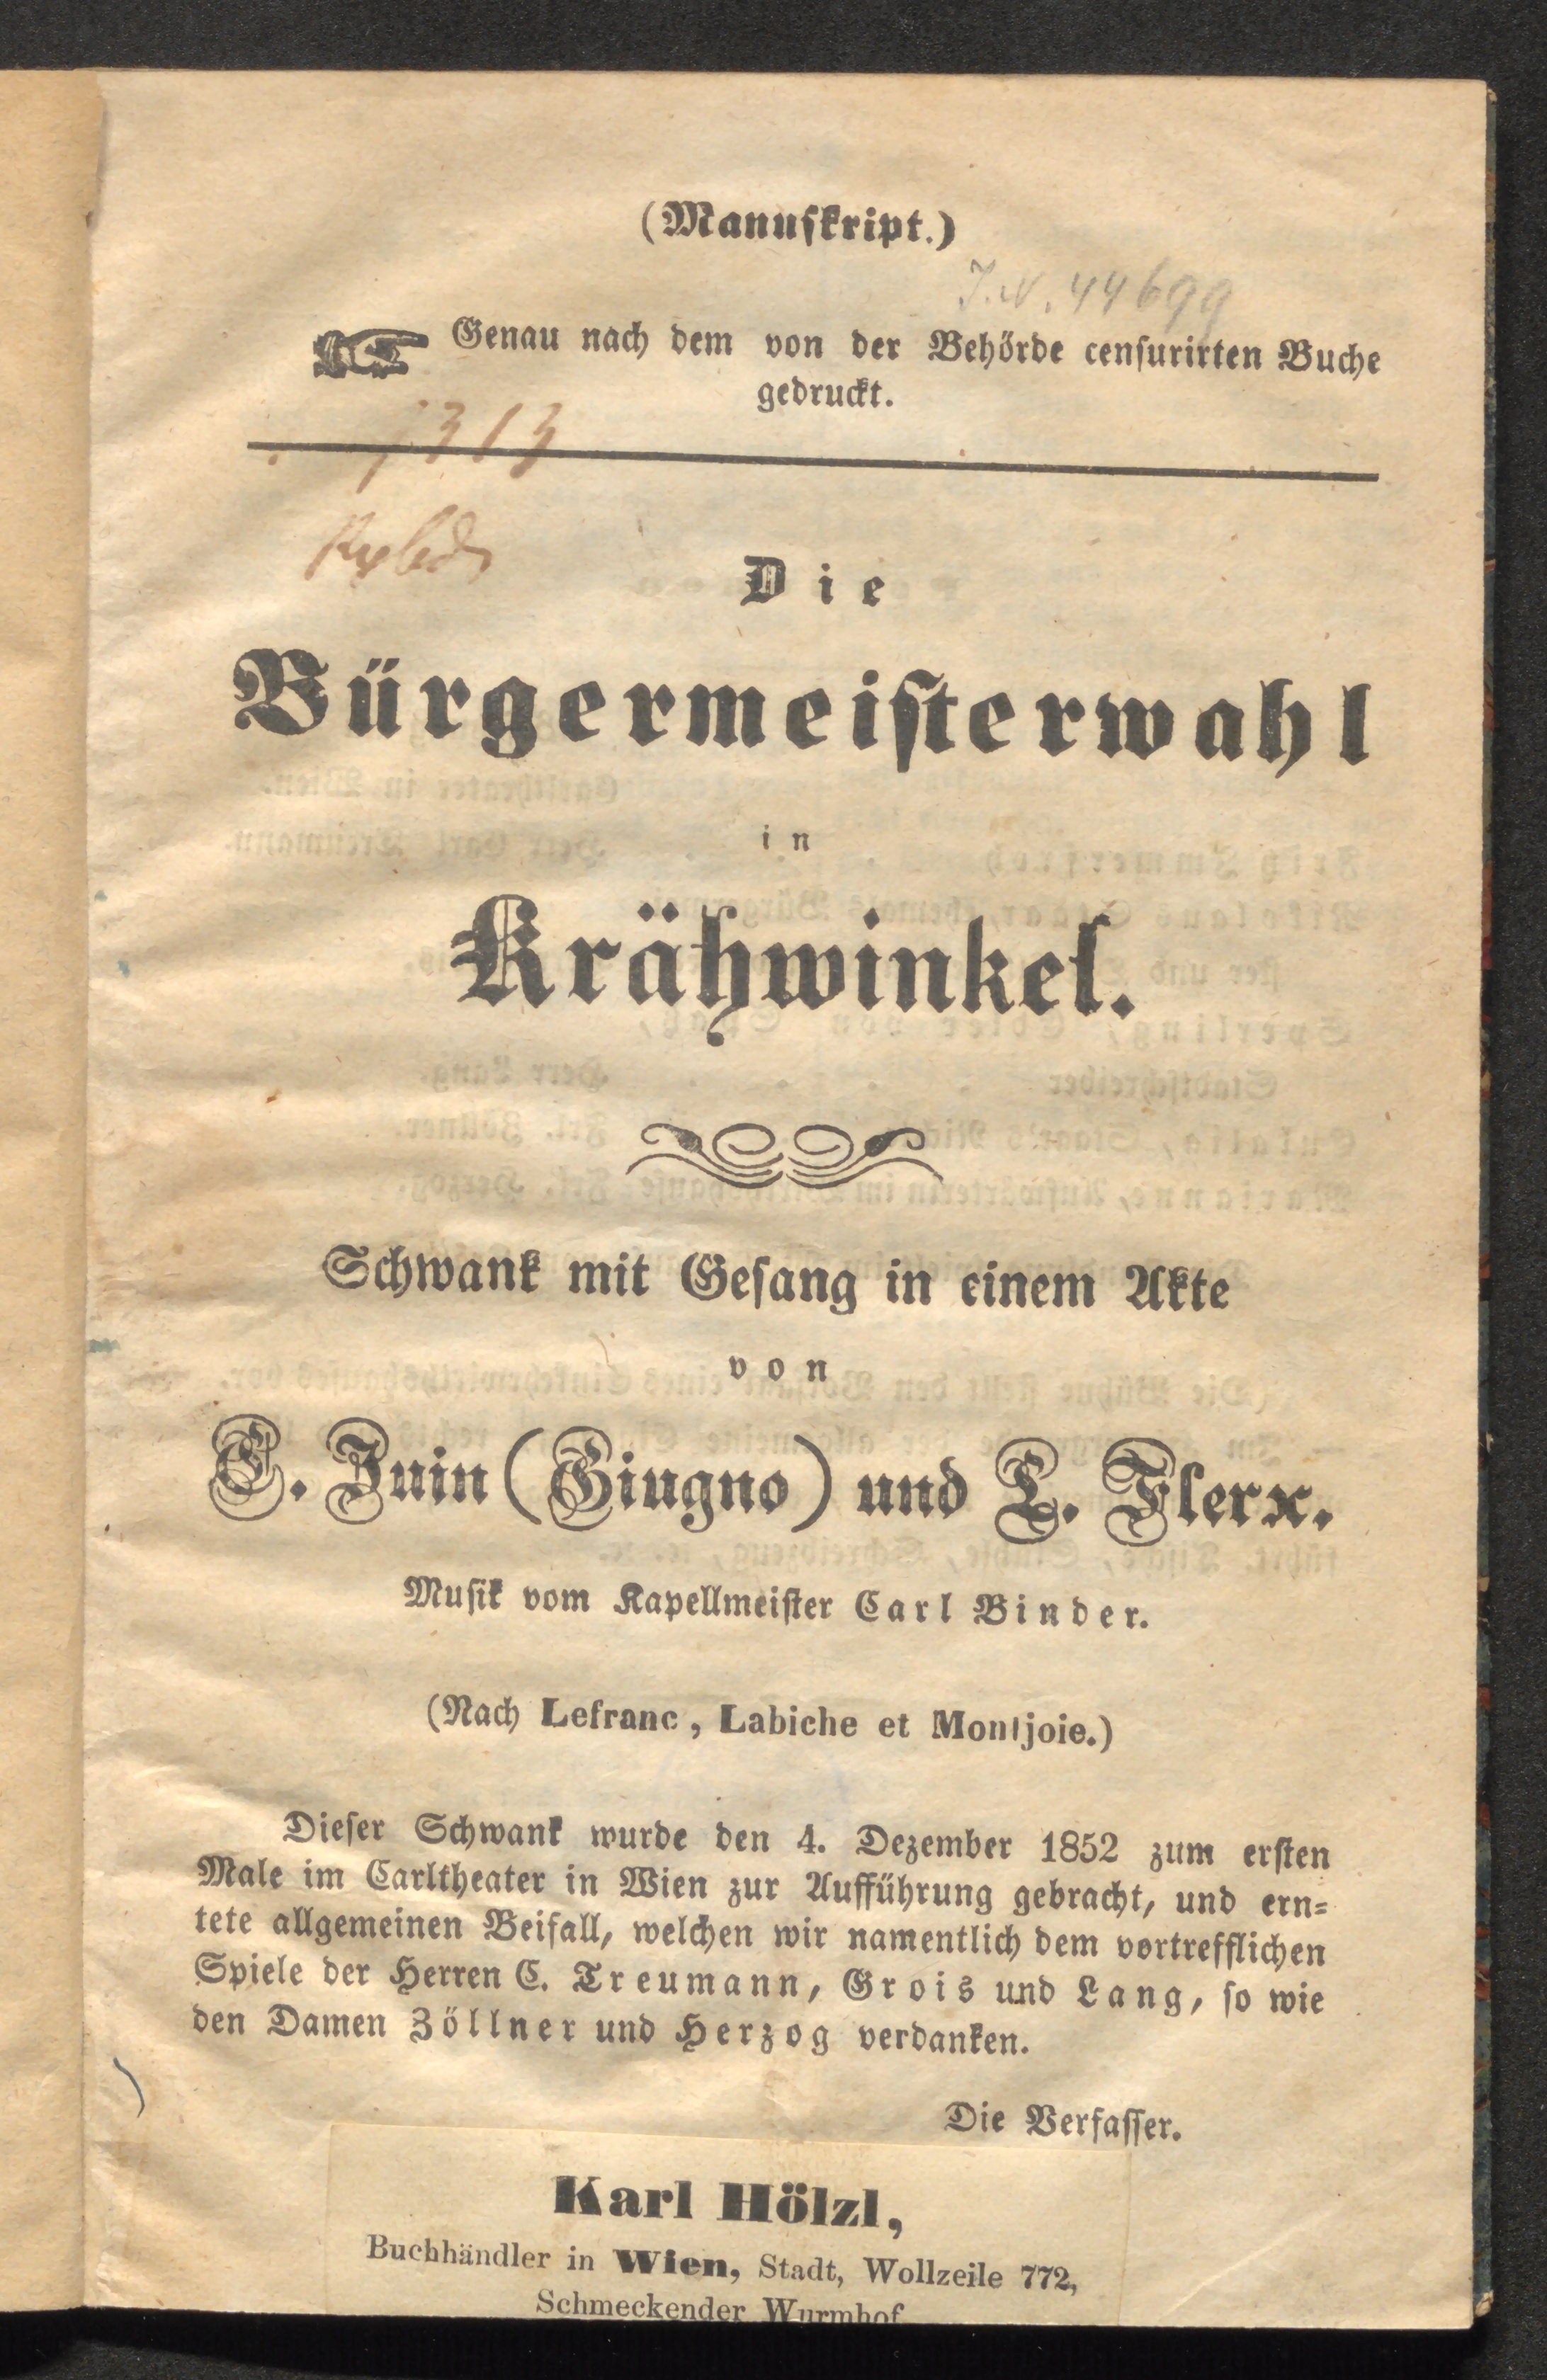 (Manuskript.)
J.N. 44699
Genau nach dem von der Behörde censurirten Buche
gedruckt.
Die
Bürgermeisterwahl
in
Krähwinkel.
Schwank mit Gesang in einem Akte
von
C. Juin (Giugno) und L. Flerx.
Musik vom Kapellmeister Carl Binder.
(Nach Lefranc, Labiche et Montjoie.)
Dieser Schwank wurde den 4. Dezember 1852 zum ersten
Male im Carltheater in Wien zur Aufführung gebracht, und ern=
tete allgemeinen Beifall, welchen wir namentlich dem vortrefflichen
Spiele der Herren C. Treumann, Grois und Lang, so wie
den Damen Zöllner und Herzog verdanken.
Die Verfasser.
Karl Hölzl,
Buchhändler in Wien, Stadt, Wollzeile 772,
Schmeckender Wurmhof